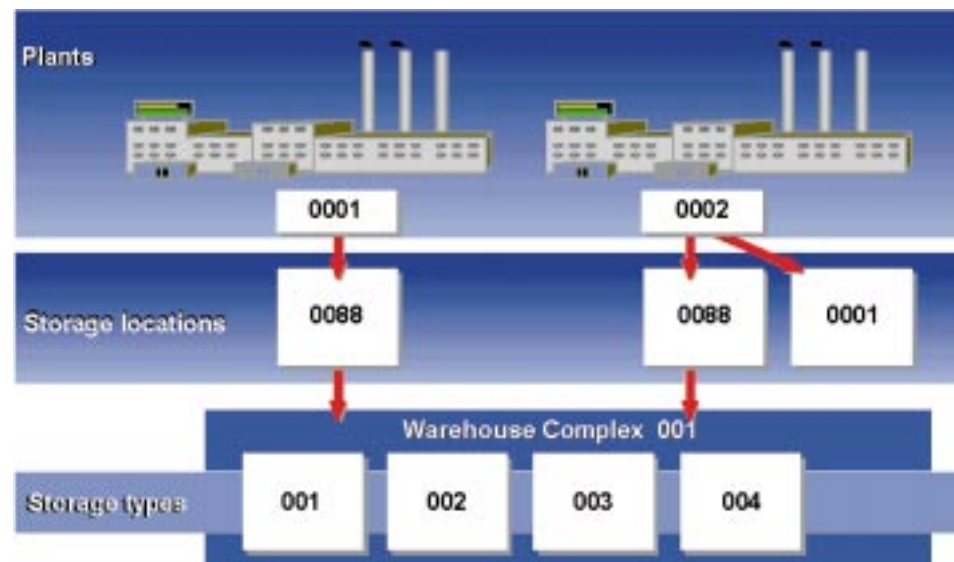 Plants
0001 0002
Storage locations 0088 0088 0001
Warehouse Complex 001
Storage types 001 002 003 004